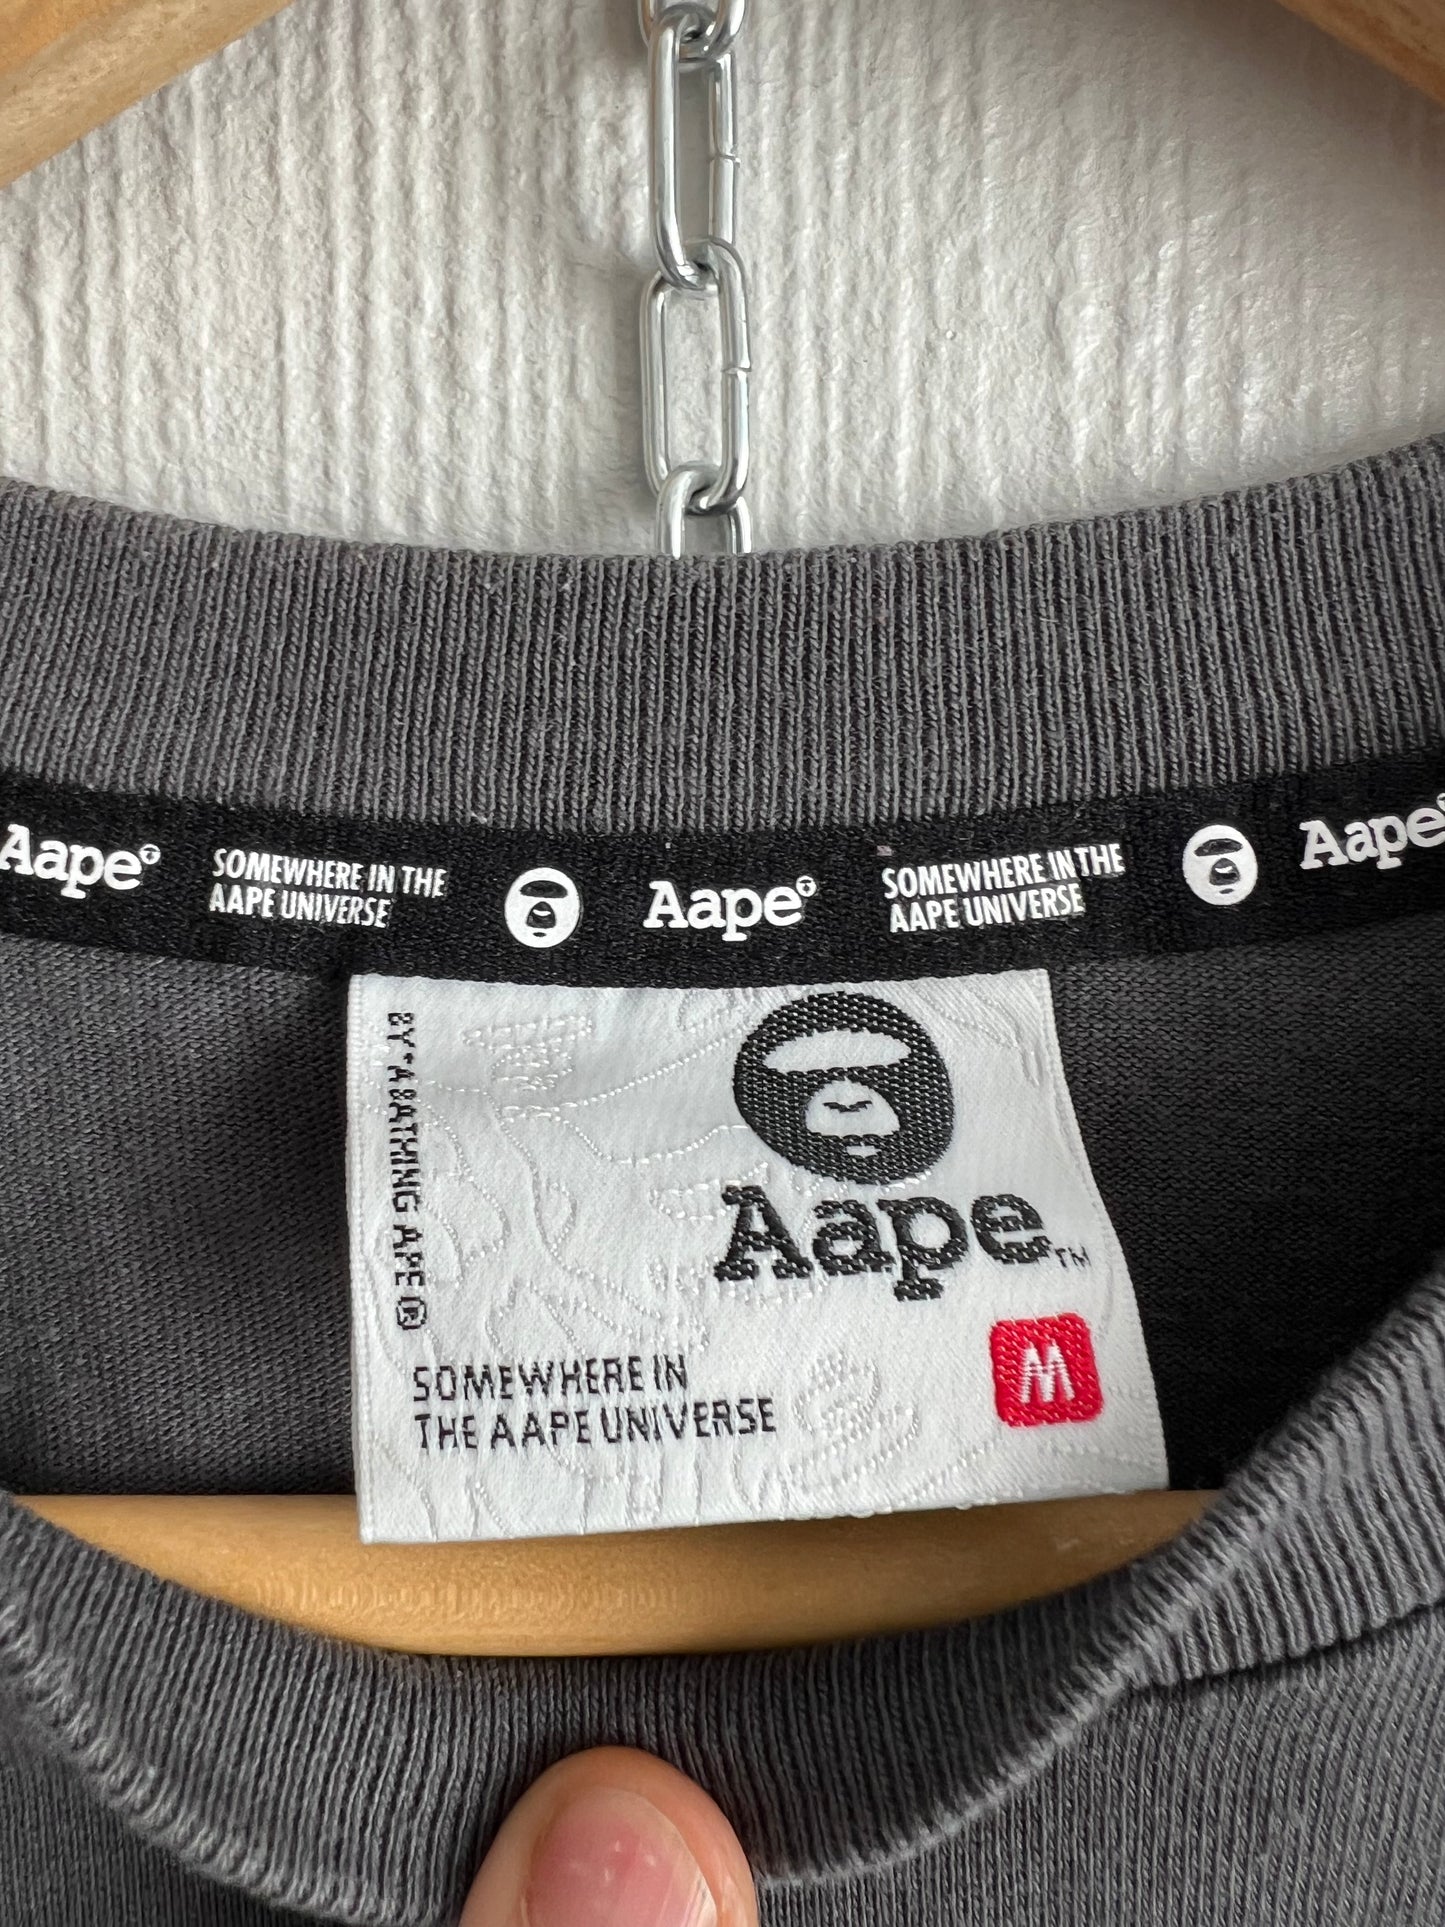 Aape
SOMEWHERE IN THE
AAPE UNIVERSE
Aape
SOMEWHERE IN THE
AAPE UNIVERSE
Aape
BY *A BATHING APE®
Aape™
M
SOMEWHERE IN
THE AAPE UNIVERSE